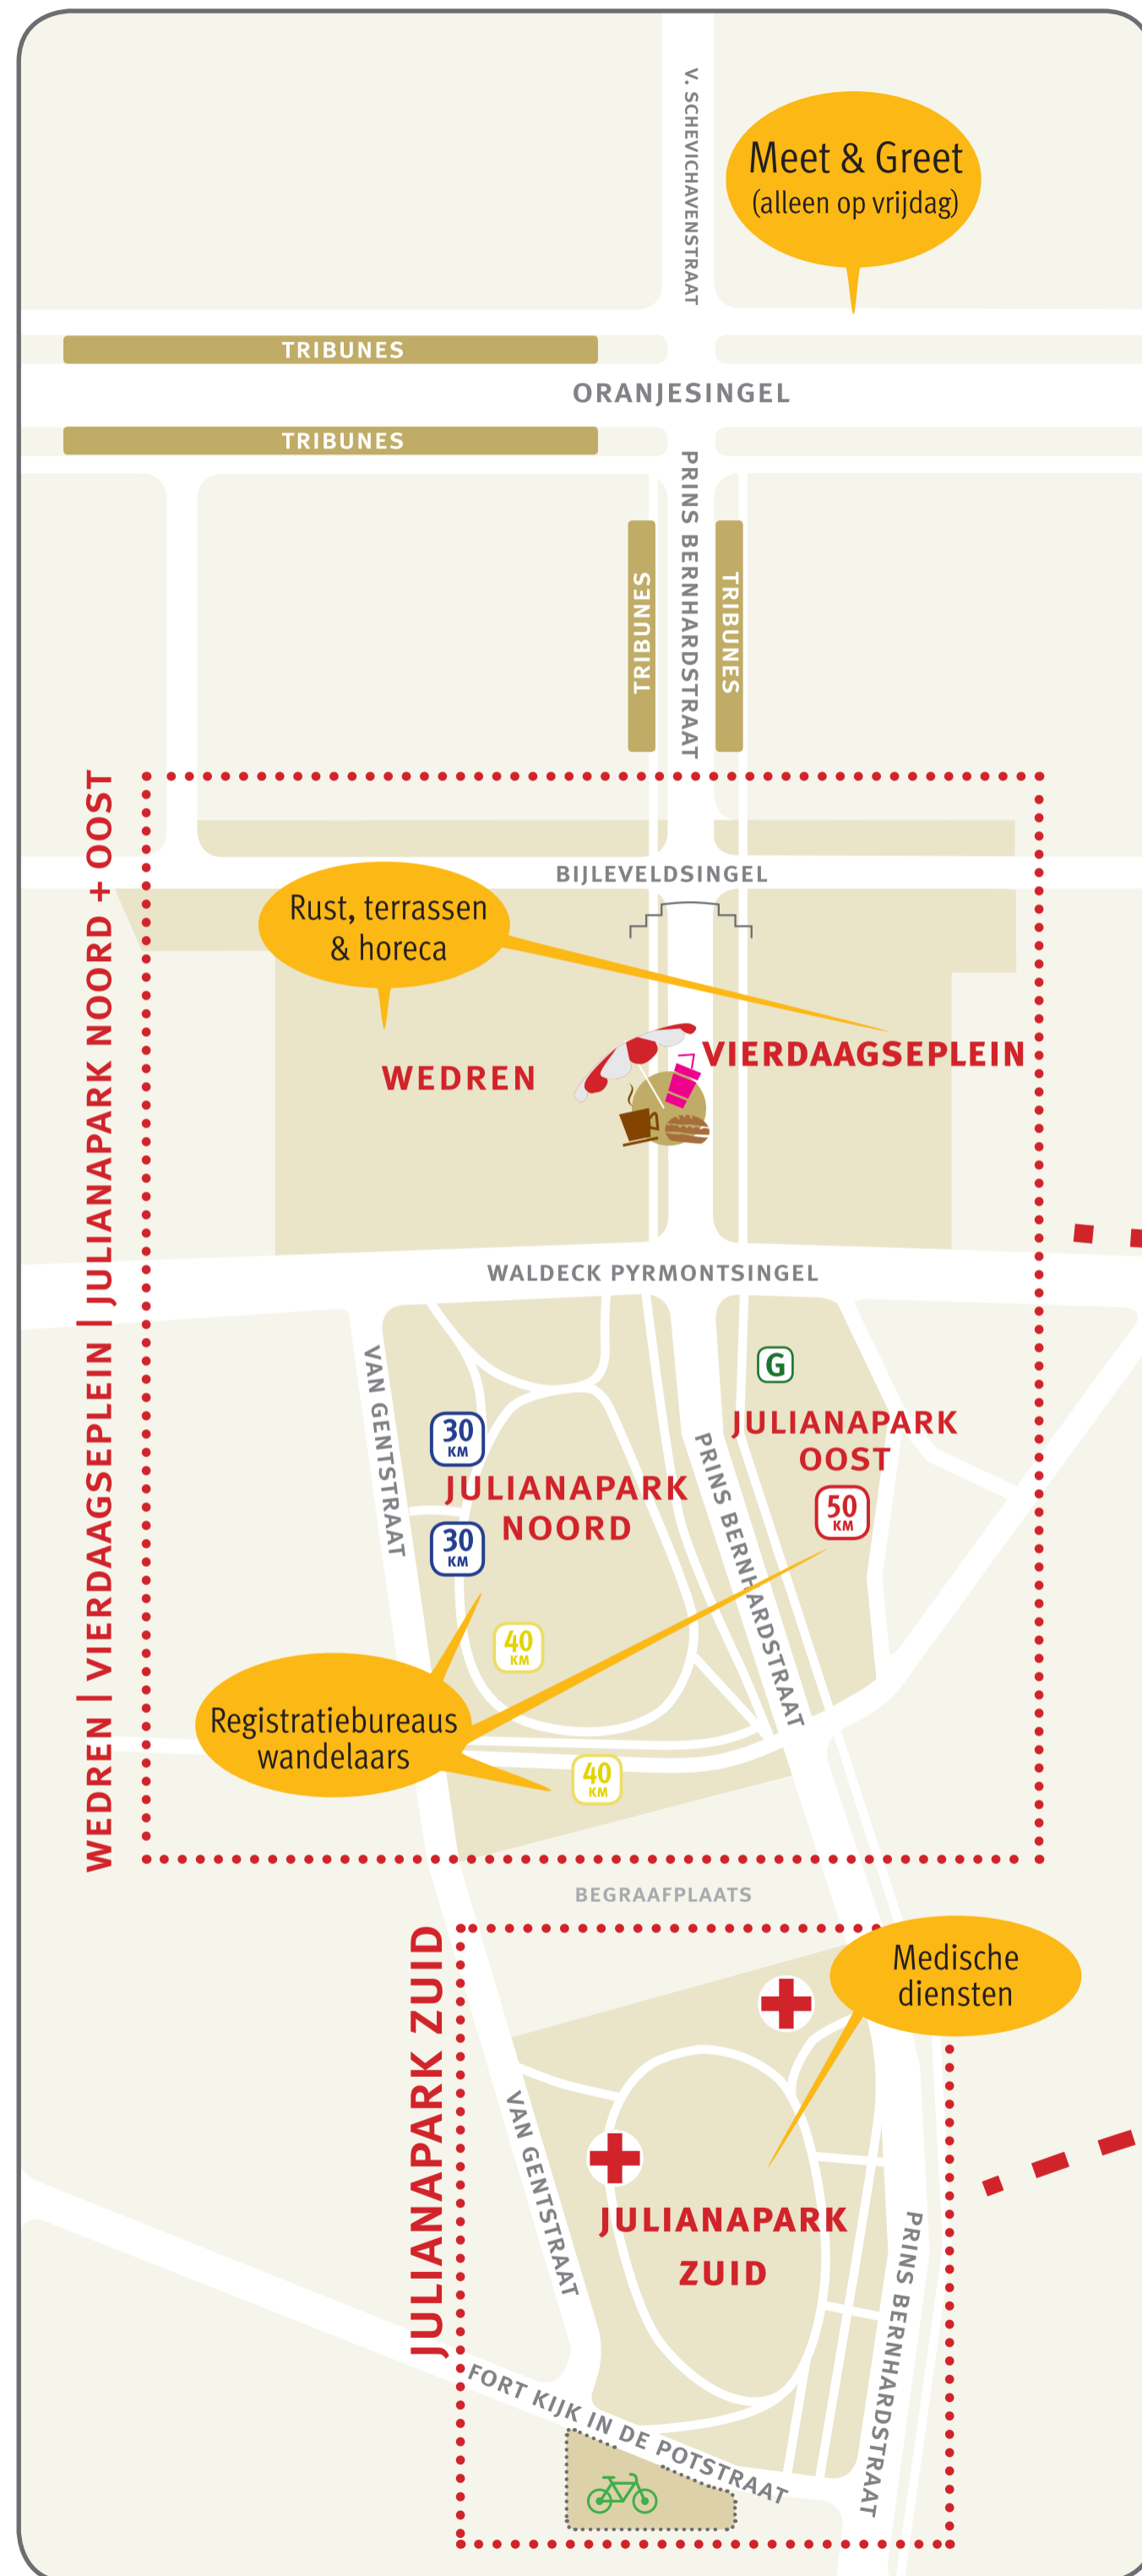 V. SCHEVICHAVENSTRAAT
Meet & Greet
(alleen op vrijdag)
TRIBUNES
ORANJESINGEL
TRIBUNES
PRINS BERNHARDSTRAAT
TRIBUNES
TRIBUNES
WEDREN | VIERDAAGSEPLEIN | JULIANAPARK NOORD + OOST
BIJLEVELDSINGEL
Rust, terrassen
& horeca
VIERDAAGSEPLEIN
WEDREN
WALDECK PYRMONTSINGEL
VAN GENTSTRAAT
G
JULIANAPARK
OOST
30
KM
JULIANAPARK
NOORD
50
KM
PRINS BERNHARDSTRAAT
30
KM
40
KM
Registratiebureaus
wandelaars
40
KM
BEGRAAFPLAATS
JULIANAPARK ZUID
Medische
diensten
VAN GENTSTRAAT
JULIANAPARK
ZUID
PRINS BERNHARDSTRAAT
FORT KIJK IN DE POTSTRAAT